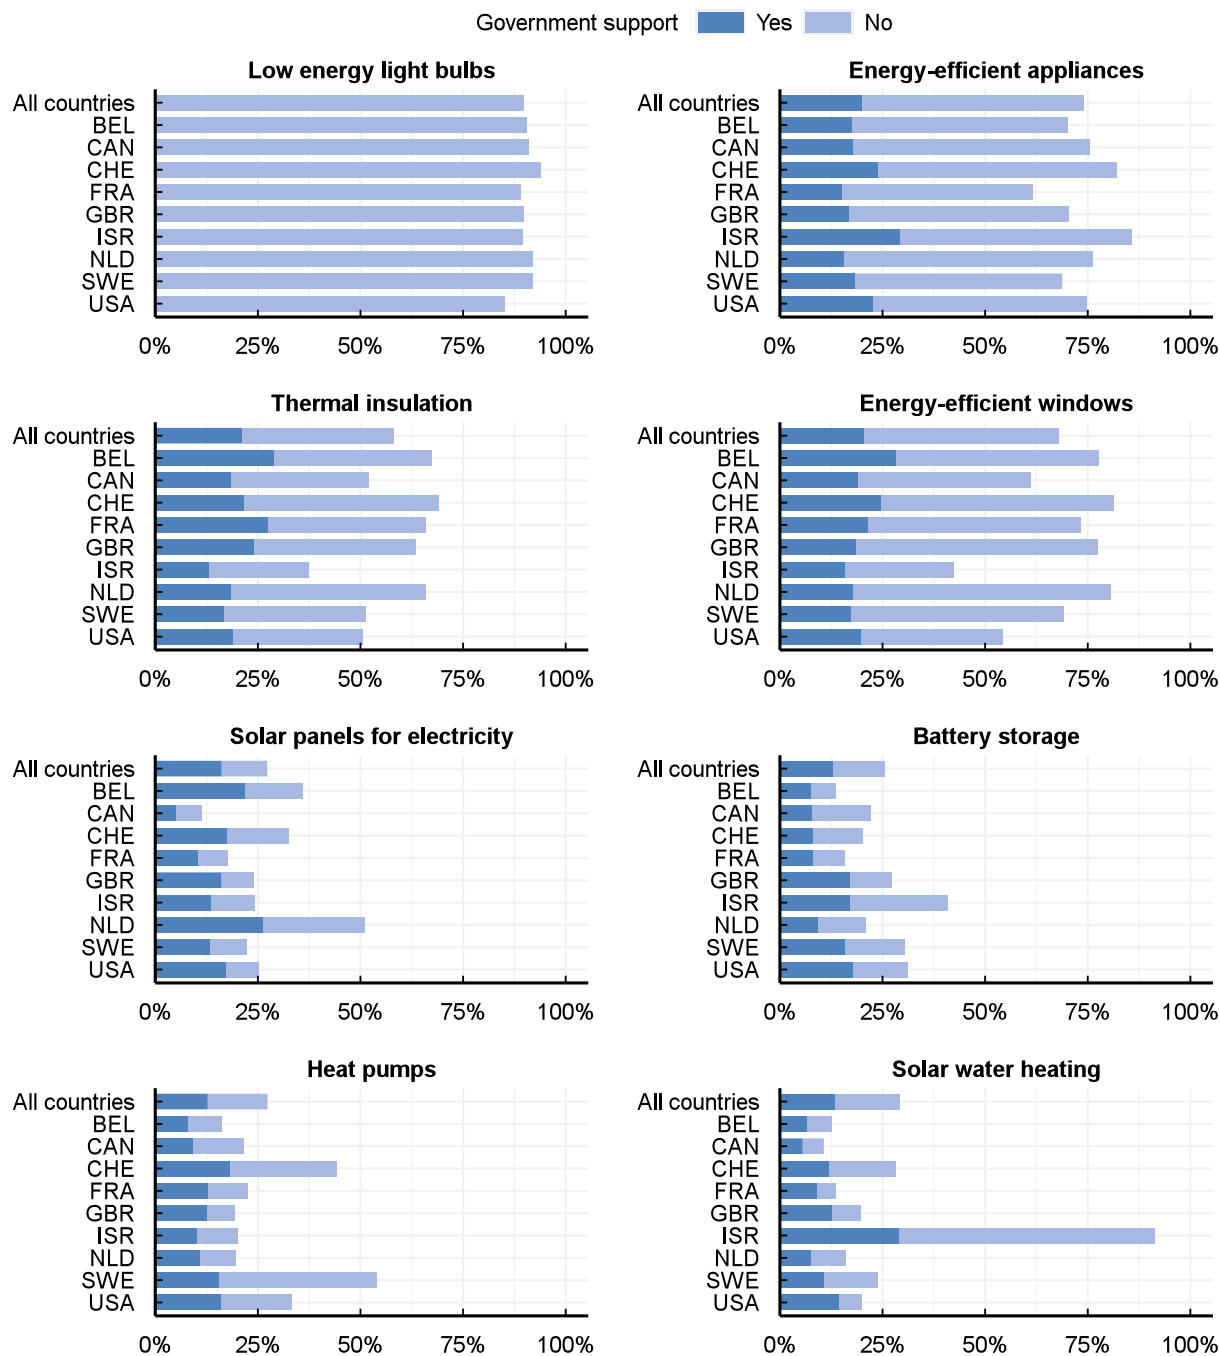 Government support Yes No
Low energy light bulbs
All countries
BEL
CAN
CHE
FRA
GBR
ISR
NLD
SWE
USA
0% 25% 50% 75% 100%
Energy-efficient appliances
All countries
BEL
CAN
CHE
FRA
GBR
ISR
NLD
SWE
USA
0% 25% 50% 75% 100%
Thermal insulation
All countries
BEL
CAN
CHE
FRA
GBR
ISR
NLD
SWE
USA
0% 25% 50% 75% 100%
Energy-efficient windows
All countries
BEL
CAN
CHE
FRA
GBR
ISR
NLD
SWE
USA
0% 25% 50% 75% 100%
Solar panels for electricity
All countries
BEL
CAN
CHE
FRA
GBR
ISR
NLD
SWE
USA
0% 25% 50% 75% 100%
Battery storage
All countries
BEL
CAN
CHE
FRA
GBR
ISR
NLD
SWE
USA
0% 25% 50% 75% 100%
Heat pumps
All countries
BEL
CAN
CHE
FRA
GBR
ISR
NLD
SWE
USA
0% 25% 50% 75% 100%
Solar water heating
All countries
BEL
CAN
CHE
FRA
GBR
ISR
NLD
SWE
USA
0% 25% 50% 75% 100%